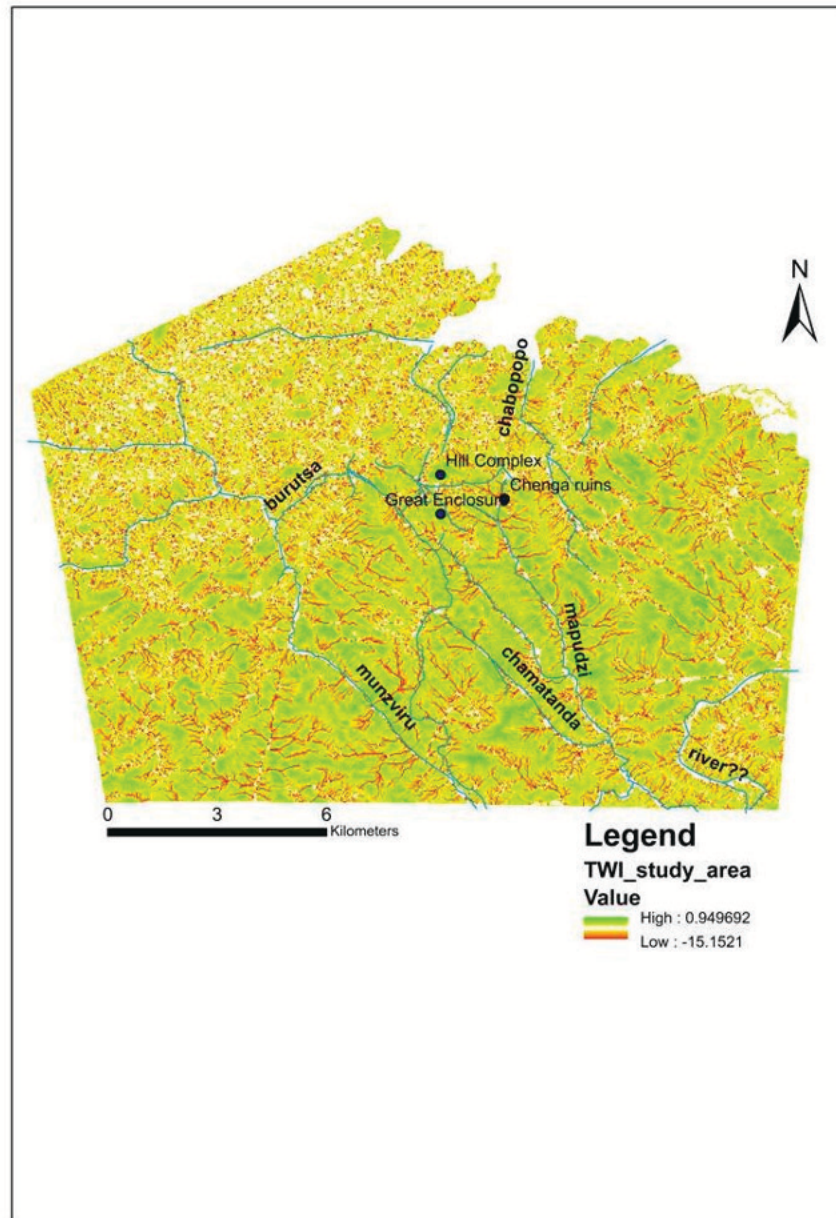 N
chabopopo
Hill Complex
burutsa
Chenga ruins
Great Enclosure
mapudzi
munzviru
chamatanda
river??
0 3 6
Kilometers
Legend
TWI_study_area
Value
High : 0.949692
Low : -15.1521